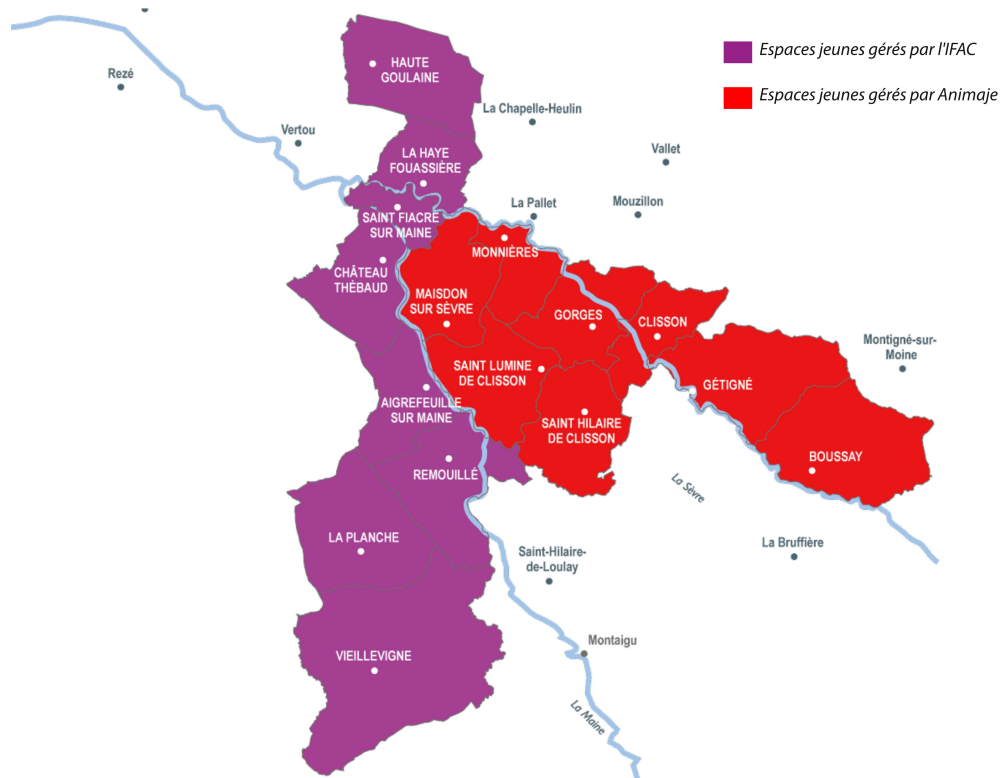 Espaces jeunes gérés par l'IFAC
Espaces jeunes gérés par Animaje
HAUTE
GOULAINE
Rezé
La Chapelle-Heulin
Vertou
Vallet
LA HAYE
FOUASSIÈRE
La Pallet
Mouzillon
SAINT FIACRE
SUR MAINE
MONNIÈRES
CHÂTEAU
THÉBAUD
MAISDON
SUR SÈVRE
GORGES
CLISSON
Montigné-sur-
Moine
SAINT LUMINE
DE CLISSON
GÉTIGNÉ
AIGREFEUILLE
SUR MAINE
SAINT HILAIRE
DE CLISSON
BOUSSAY
REMOUILLÉ
La Sèvre
LA PLANCHE
Saint-Hilaire-
de-Loulay
La Bruffière
VIEILLEVIGNE
Montaigu
La Maine